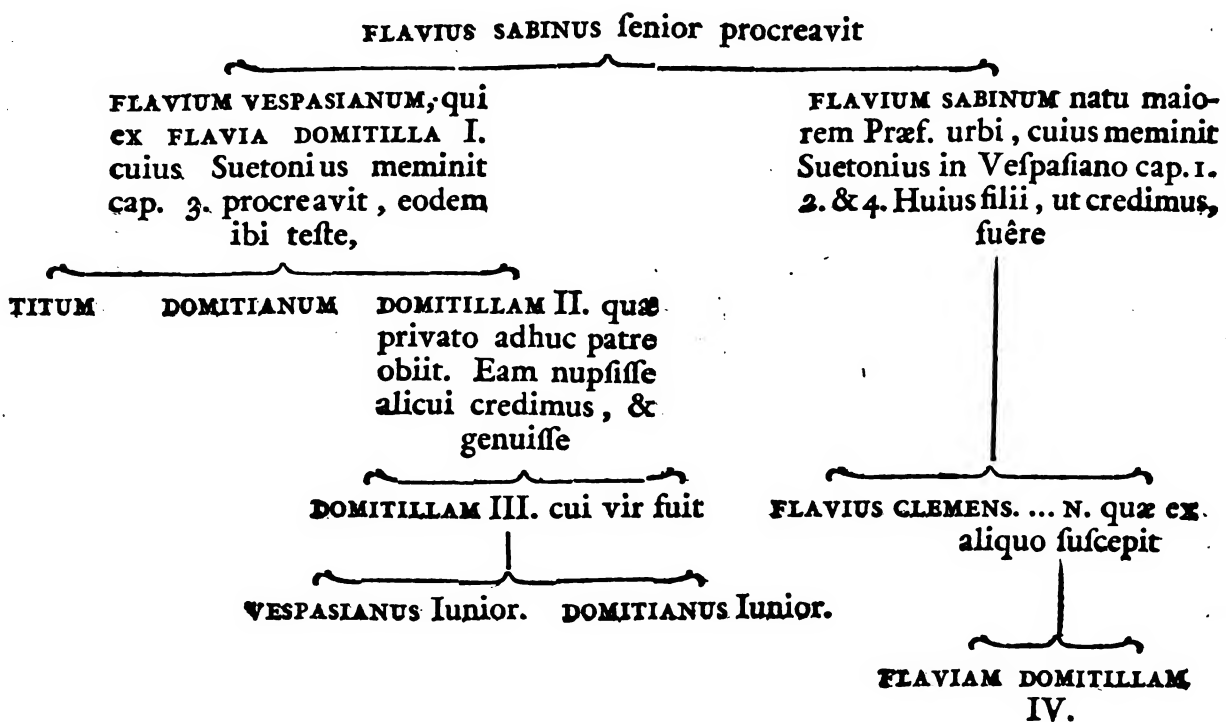 FLAVIUS SABINUS ſenior procreavit
FLAVIUM VESPASIANUM, qui
ex FLAVIA DOMITILLA I.
cuius Suetonius meminit
cap. 3. procreavit, eodem
ibi teſte,
FLAVIUM SABINUM natu maio-
rem Præf. urbi, cuius meminit
Suetonius in Veſpaſiano cap. 1.
2. & 4. Huius filii, ut credimus,
fuêre
TITUM
DOMITIANUM
DOMITILLAM II. quæ
privato adhuc patre
obiit. Eam nupſiſſe
alicui credimus, &
genuiſſe
DOMITILLAM III. cui vir fuit
FLAVIUS CLEMENS. ... N. quæ ex
aliquo ſuſcepit
VESPASIANUS Iunior. DOMITIANUS Iunior.
FLAVIAM DOMITILLAM
IV.